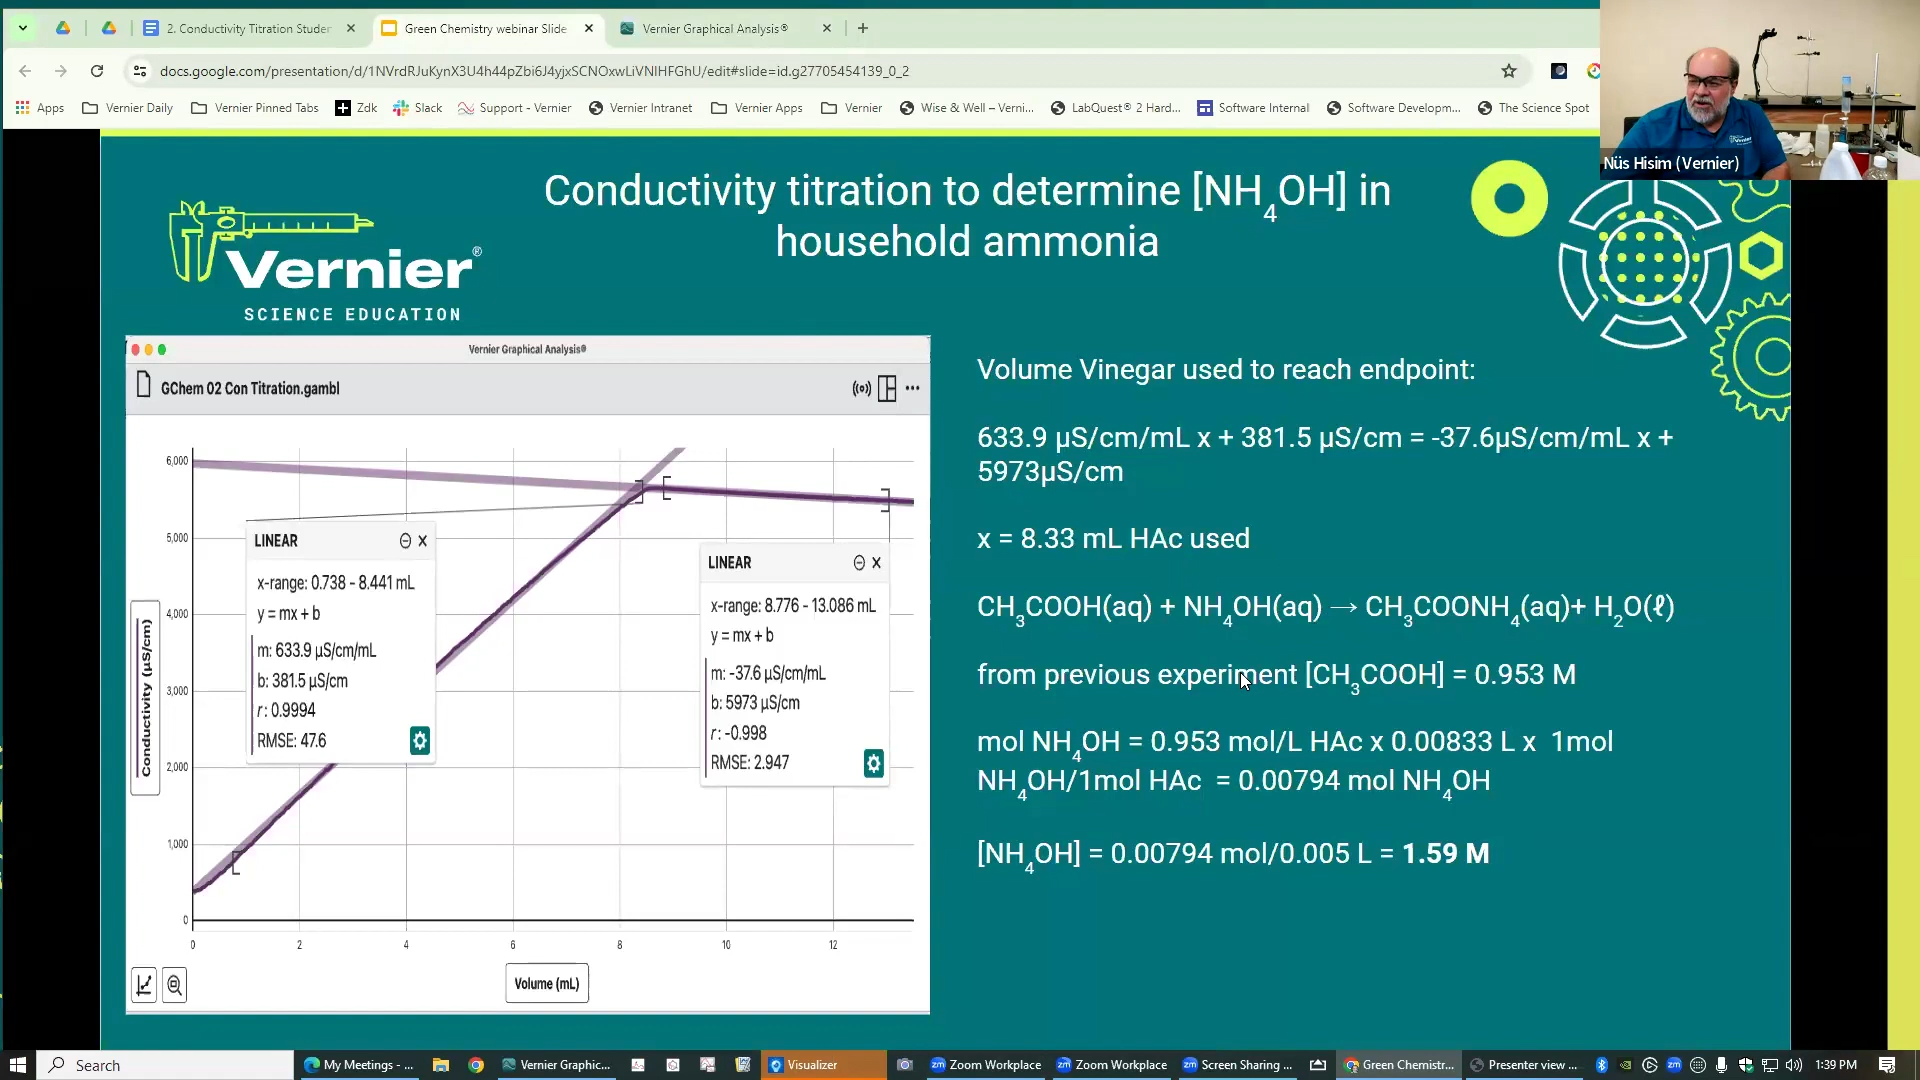 2. Conductivity Titration Studen
Green Chemistry webinar Slide
Vernier Graphical Analysis®
docs.google.com/presentation/d/1NVrdRJuKynX3U4h44pZbi6J4yjxSCNOxwLiVNIHFGhU/edit#slide=id.g27705454139_0_2
Apps
Vernier Daily
Vernier Pinned Tabs
Zdk
Slack
Support - Vernier
Vernier Intranet
Vernier Apps
Vernier
Wise & Well – Verni...
LabQuest® 2 Hard...
Software Internal
Software Developm...
The Science Spot
Nüs Hisim (Vernier)
Conductivity titration to determine [NH₄OH] in
household ammonia
Vernier®
SCIENCE EDUCATION
Vernier Graphical Analysis®
GChem 02 Con Titration.gambl
6,000
5,000
4,000
3,000
2,000
1,000
0
Conductivity (µS/cm)
LINEAR
x-range: 0.738 - 8.441 mL
y = mx + b
m: 633.9 µS/cm/mL
b: 381.5 µS/cm
r: 0.9994
RMSE: 47.6
LINEAR
x-range: 8.776 - 13.086 mL
y = mx + b
m: -37.6 µS/cm/mL
b: 5973 µS/cm
r: -0.998
RMSE: 2.947
0 2 4 6 8 10 12
Volume (mL)
Volume Vinegar used to reach endpoint:
633.9 µS/cm/mL x + 381.5 µS/cm = -37.6µS/cm/mL x +
5973µS/cm
x = 8.33 mL HAc used
CH₃COOH(aq) + NH₄OH(aq) → CH₃COONH₄(aq)+ H₂O(ℓ)
from previous experiment [CH₃COOH] = 0.953 M
mol NH₄OH = 0.953 mol/L HAc x 0.00833 L x 1mol
NH₄OH/1mol HAc = 0.00794 mol NH₄OH
[NH₄OH] = 0.00794 mol/0.005 L = 1.59 M
Search
My Meetings - ...
Vernier Graphic...
Visualizer
Zoom Workplace
Zoom Workplace
Screen Sharing ...
Green Chemistr...
Presenter view ...
1:39 PM